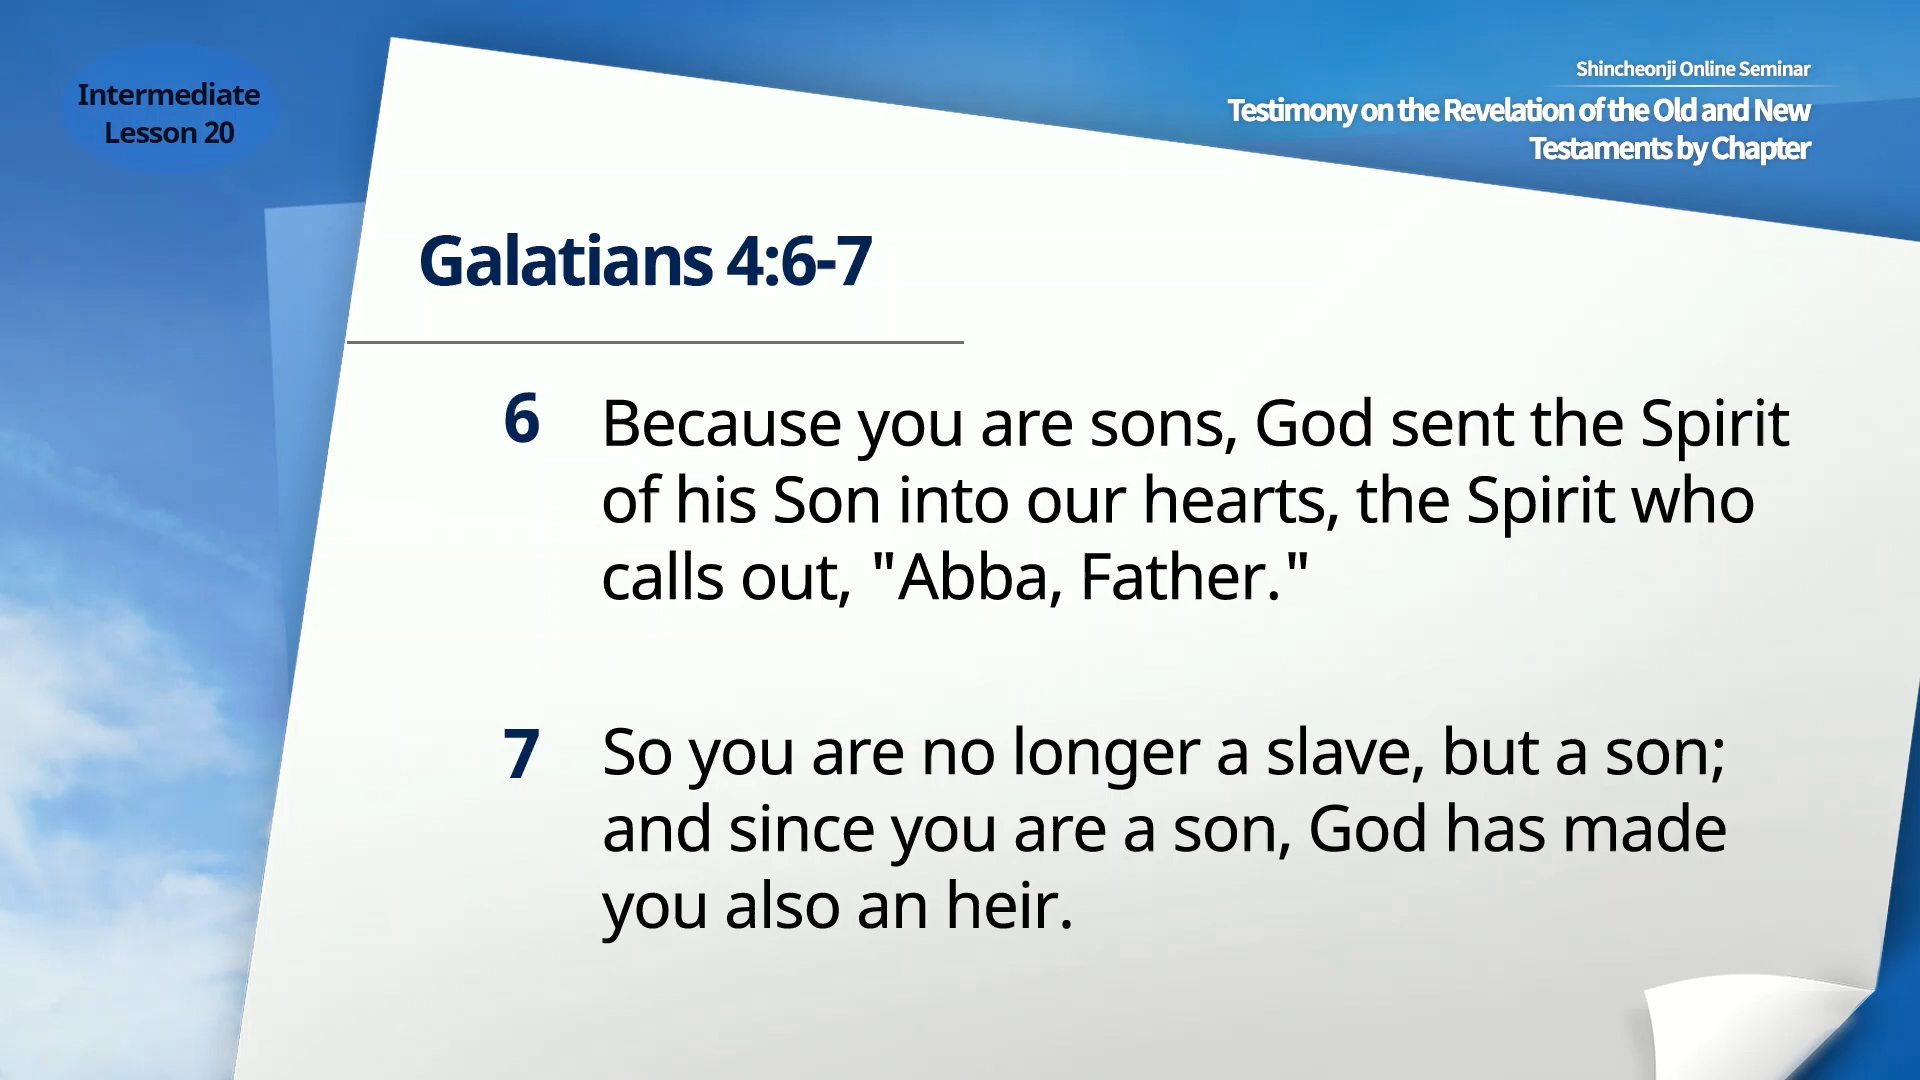 Intermediate
Lesson 20
Shincheonji Online Seminar
Testimony on the Revelation of the Old and New
Testaments by Chapter
Galatians 4:6-7
6 Because you are sons, God sent the Spirit
of his Son into our hearts, the Spirit who
calls out, "Abba, Father."
7 So you are no longer a slave, but a son;
and since you are a son, God has made
you also an heir.